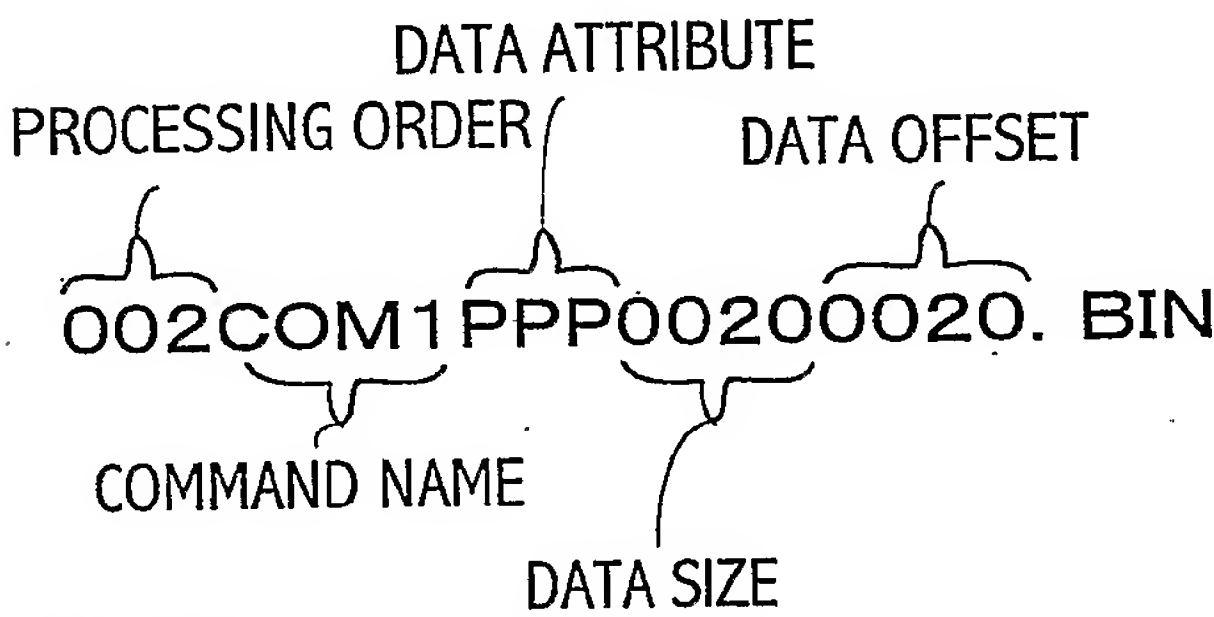 DATA ATTRIBUTE
PROCESSING ORDER
DATA OFFSET
002COM1PPP00200020. BIN
COMMAND NAME
DATA SIZE